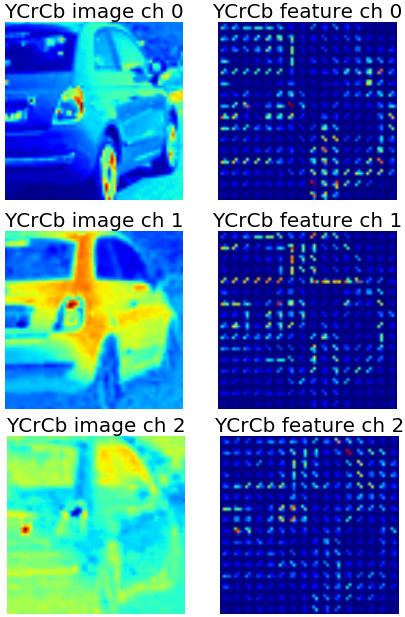 YCrCb image ch 0
YCrCb feature ch 0
YCrCb image ch 1
YCrCb feature ch 1
YCrCb image ch 2
YCrCb feature ch 2